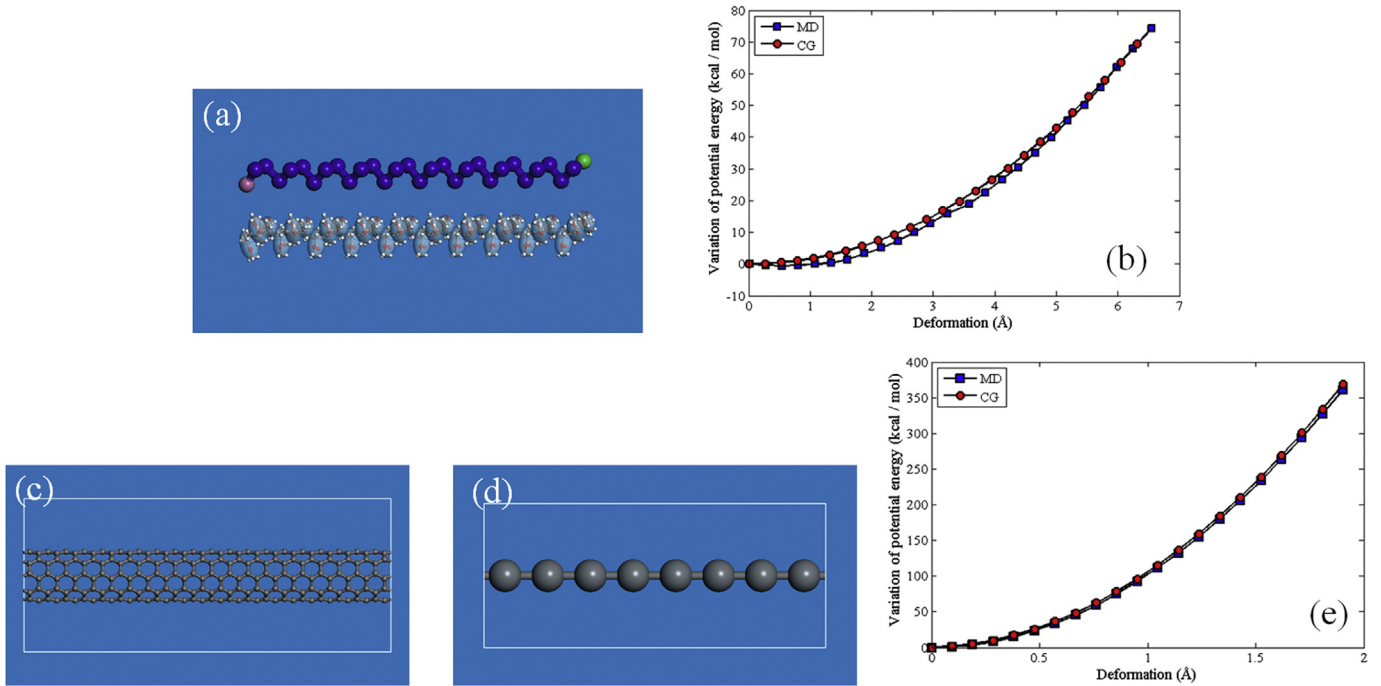 (a)
80
70
60
50
40
30
20
10
0
-10
MD
CG
Variation of potential energy (kcal / mol)
(b)
0 1 2 3 4 5 6 7
Deformation (Å)
(c)
(d)
400
350
300
250
200
150
100
50
0
MD
CG
Variation of potential energy (kcal / mol)
(e)
0 0.5 1 1.5 2
Deformation (Å)